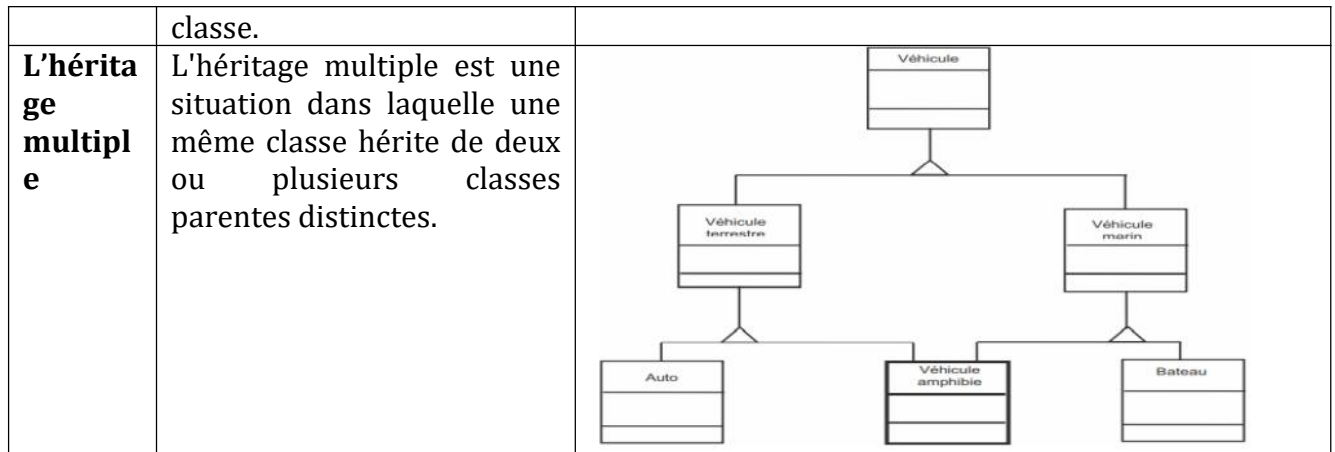 classe.
L'hérita
ge
multipl
e
L'héritage multiple est une
situation dans laquelle une
même classe hérite de deux
ou plusieurs classes
parentes distinctes.
Véhicule
Véhicule
terrestre
Véhicule
marin
Auto
Véhicule
amphibie
Bateau